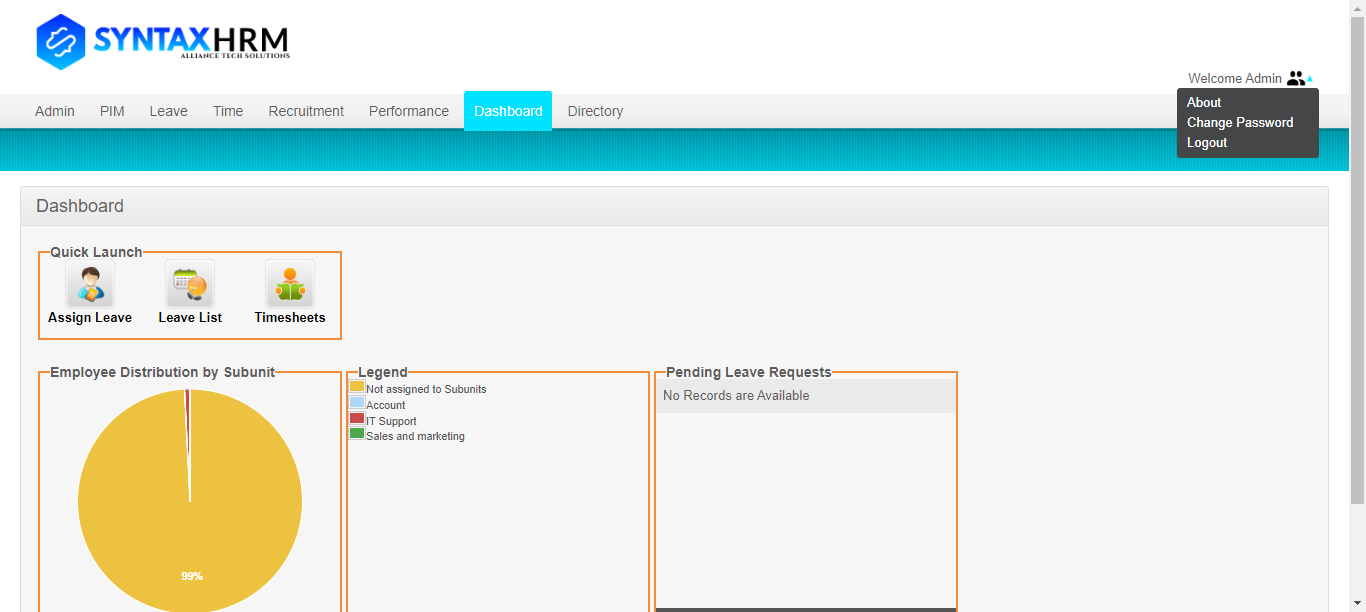 SYNTAXHRM
ALLIANCE TECH SOLUTIONS
Welcome Admin
Admin PIM Leave Time Recruitment Performance Dashboard Directory
About
Change Password
Logout
Dashboard
Quick Launch
Assign Leave Leave List Timesheets
Employee Distribution by Subunit
99%
Legend
Not assigned to Subunits
Account
IT Support
Sales and marketing
Pending Leave Requests
No Records are Available